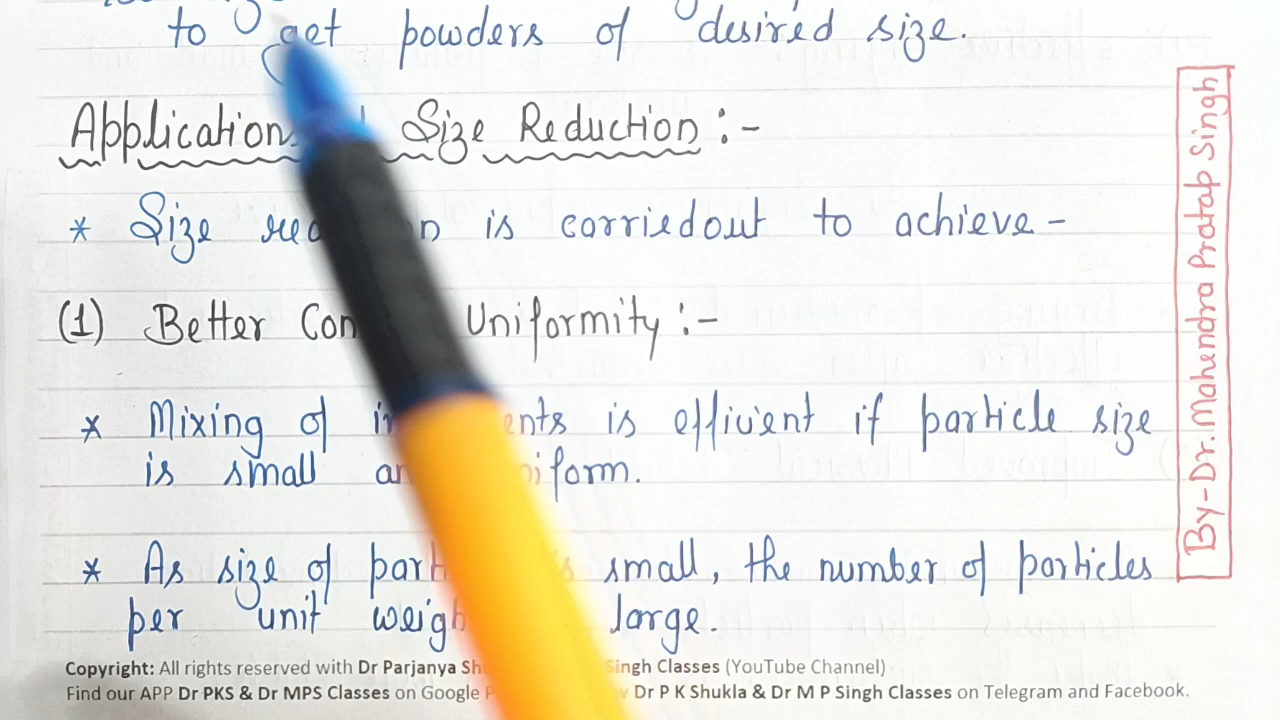 to get powders of desired size.
Application Size Reduction :-
* Size is carriedout to achieve -
(1) Better Uniformity :-
* Mixing of is efficient if particle size
is small
* As size of small, the number of particles
per unit large.
By-Dr. Mahendra Pratap Singh
Copyright: All rights reserved with Dr Parjanya Singh Classes (YouTube Channel)
Find our APP Dr PKS & Dr MPS Classes on Google Dr P K Shukla & Dr M P Singh Classes on Telegram and Facebook.